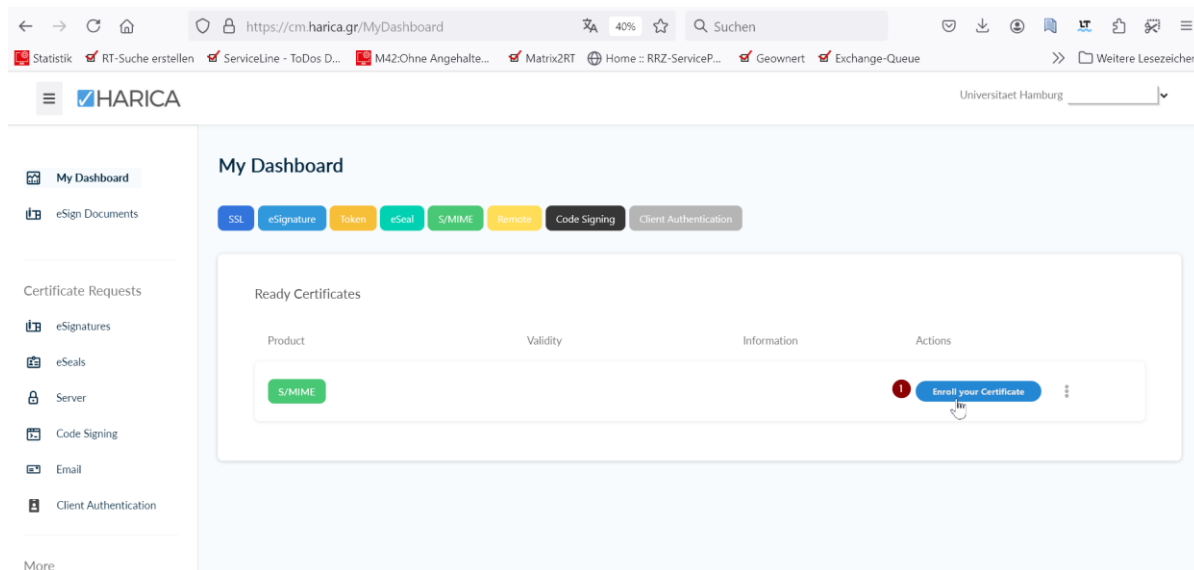 https://cm.harica.gr/MyDashboard 40% Suchen
Statistik RT-Suche erstellen ServiceLine - ToDos D... M42:Ohne Angehalte... Matrix2RT Home :: RRZ-ServiceP... Geownert Exchange-Queue Weitere Lesezeichen
HARICA Universitaet Hamburg
My Dashboard
My Dashboard
eSign Documents
SSL eSignature Token eSeal S/MIME Remote Code Signing Client Authentication
Certificate Requests
eSignatures
eSeals
Server
Code Signing
Email
Client Authentication
More
Ready Certificates
Product Validity Information Actions
S/MIME 1 Enroll your Certificate